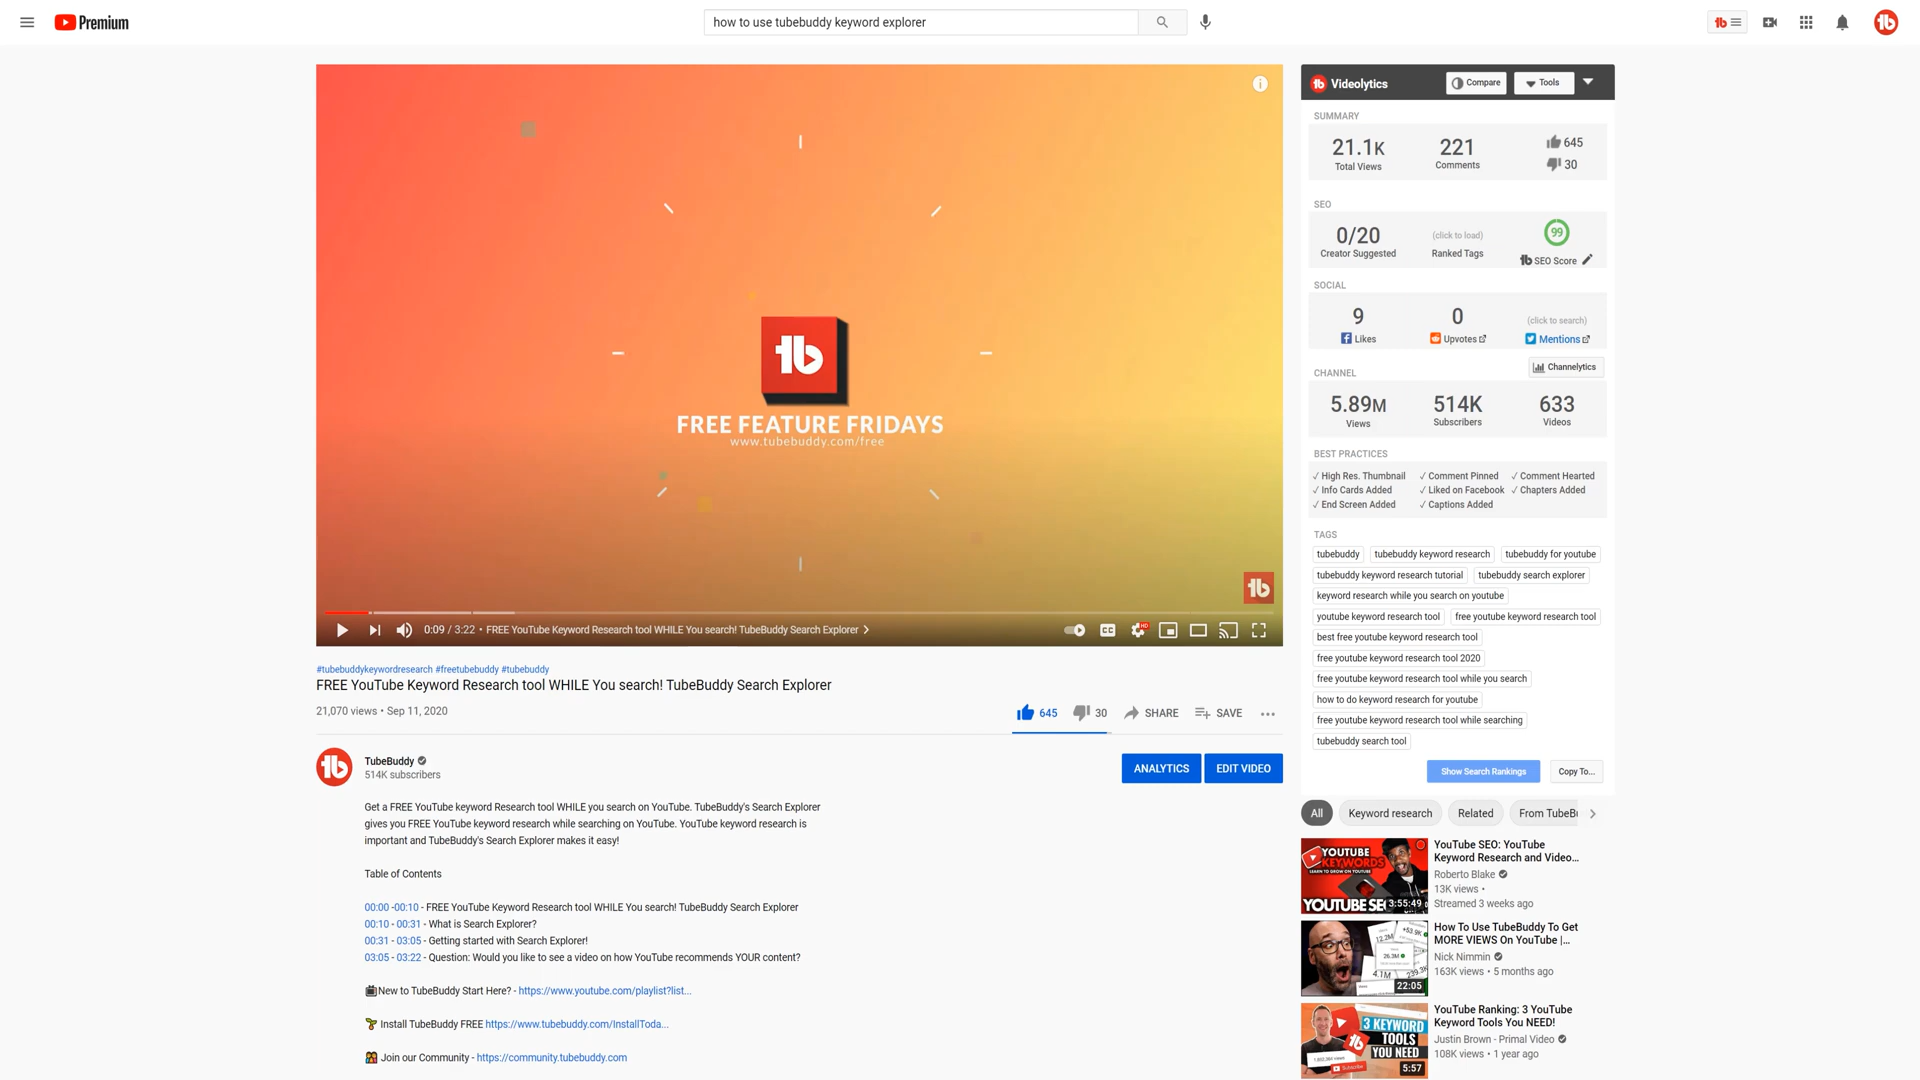 Premium
how to use tubebuddy keyword explorer
FREE FEATURE FRIDAYS
www.tubebuddy.com/free
0:09 / 3:22 • FREE YouTube Keyword Research tool WHILE You search! TubeBuddy Search Explorer
CC
HD
#tubebuddykeywordresearch #freetubebuddy #tubebuddy
FREE YouTube Keyword Research tool WHILE You search! TubeBuddy Search Explorer
21,070 views • Sep 11, 2020
645
30
SHARE
SAVE
TubeBuddy
514K subscribers
ANALYTICS
EDIT VIDEO
Get a FREE YouTube keyword Research tool WHILE you search on YouTube. TubeBuddy's Search Explorer
gives you FREE YouTube keyword research while searching on YouTube. YouTube keyword research is
important and TubeBuddy's Search Explorer makes it easy!
Table of Contents
00:00 -00:10 - FREE YouTube Keyword Research tool WHILE You search! TubeBuddy Search Explorer
00:10 - 00:31 - What is Search Explorer?
00:31 - 03:05 - Getting started with Search Explorer!
03:05 - 03:22 - Question: Would you like to see a video on how YouTube recommends YOUR content?
New to TubeBuddy Start Here? - https://www.youtube.com/playlist?list...
Install TubeBuddy FREE https://www.tubebuddy.com/InstallToda...
Join our Community - https://community.tubebuddy.com
Videolytics
Compare
Tools
SUMMARY
21.1K
Total Views
221
Comments
645
30
SEO
0/20
Creator Suggested
(click to load)
Ranked Tags
99
SEO Score
SOCIAL
9
Likes
0
Upvotes
(click to search)
Mentions
CHANNEL
Channelytics
5.89M
Views
514K
Subscribers
633
Videos
BEST PRACTICES
✓ High Res. Thumbnail ✓ Comment Pinned ✓ Comment Hearted
✓ Info Cards Added ✓ Liked on Facebook ✓ Chapters Added
✓ End Screen Added ✓ Captions Added
TAGS
tubebuddy tubebuddy keyword research tubebuddy for youtube
tubebuddy keyword research tutorial tubebuddy search explorer
keyword research while you search on youtube
youtube keyword research tool free youtube keyword research tool
best free youtube keyword research tool
free youtube keyword research tool 2020
free youtube keyword research tool while you search
how to do keyword research for youtube
free youtube keyword research tool while searching
tubebuddy search tool
Show Search Rankings
Copy To...
All
Keyword research
Related
From TubeBu
YOUTUBE
KEYWORDS
LEARN TO GROW ON YOUTUBE
YOUTUBE SE
3:55:49
YouTube SEO: YouTube
Keyword Research and Video...
Roberto Blake
13K views •
Streamed 3 weeks ago
12.2M
+53.9K
26.3M
4.1M
239.3K
22:05
How To Use TubeBuddy To Get
MORE VIEWS On YouTube |...
Nick Nimmin
163K views • 5 months ago
3 KEYWORD
TOOLS
YOU NEED
5:57
YouTube Ranking: 3 YouTube
Keyword Tools You NEED!
Justin Brown - Primal Video
108K views • 1 year ago